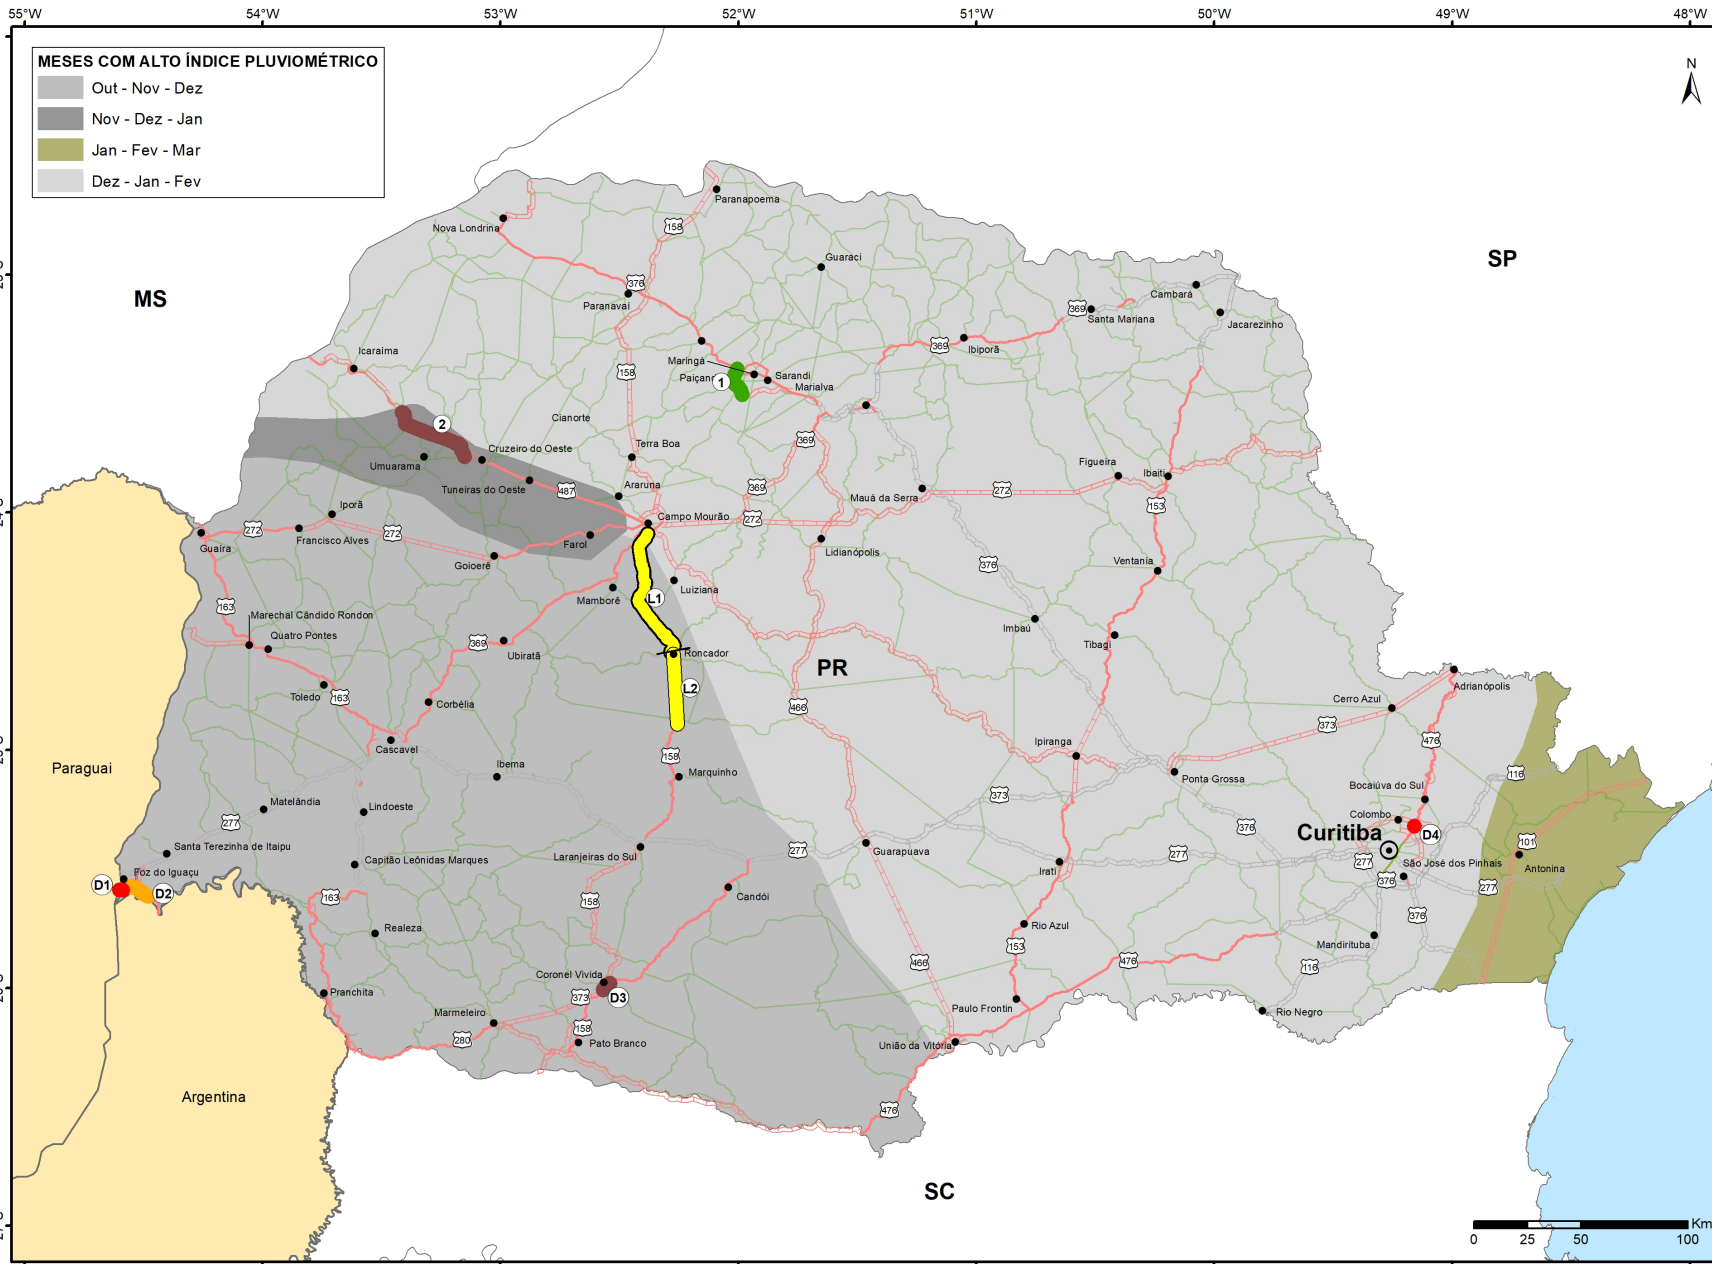 55°W 54°W 53°W 52°W 51°W 50°W 49°W 48°W
MESES COM ALTO ÍNDICE PLUVIOMÉTRICO
Out - Nov - Dez
Nov - Dez - Jan
Jan - Fev - Mar
Dez - Jan - Fev
N
MS
SP
PR
SC
Paraguai
Argentina
Paranapoema
Nova Londrina
158
Guaraci
376
Paranavaí
Cambará
369
Santa Mariana
Jacarezinho
369
Ibiporã
Icaraíma
Maringá
158
Paiçan
1
Sarandi
Marialva
Cianorte
2
Terra Boa
369
Cruzeiro do Oeste
Umuarama
Figueira
Ibaiti
Tuneiras do Oeste
487
Araruna
369
Mauá da Serra
272
153
Iporã
Campo Mourão
272
Guaíra
272
Francisco Alves
272
Farol
Goioerê
Lidianópolis
376
Ventania
Mamborê
L1
Luiziana
163
Marechal Cândido Rondon
Quatro Pontes
Imbaú
Tibagi
369
Ubiratã
Roncador
Toledo
163
L2
Corbélia
466
Cerro Azul
Adrianópolis
373
Cascavel
158
Ipiranga
476
Ibema
Marquinho
Ponta Grossa
116
Bocaiúva do Sul
Matelândia
Lindoeste
373
Colombo
277
376
Curitiba
D4
101
Santa Terezinha de Itaipu
Capitão Leônidas Marques
Laranjeiras do Sul
277
Guarapuava
277
277
São José dos Pinhais
Antonina
Foz do Iguaçu
D1
D2
Irati
376
277
163
158
Candói
416
Realeza
Rio Azul
153
Mandirituba
466
476
116
Coronel Vivida
D3
Pranchita
373
Marmeleiro
158
Paulo Frontin
Rio Negro
280
Pato Branco
União da Vitória
476
Km
0 25 50 100